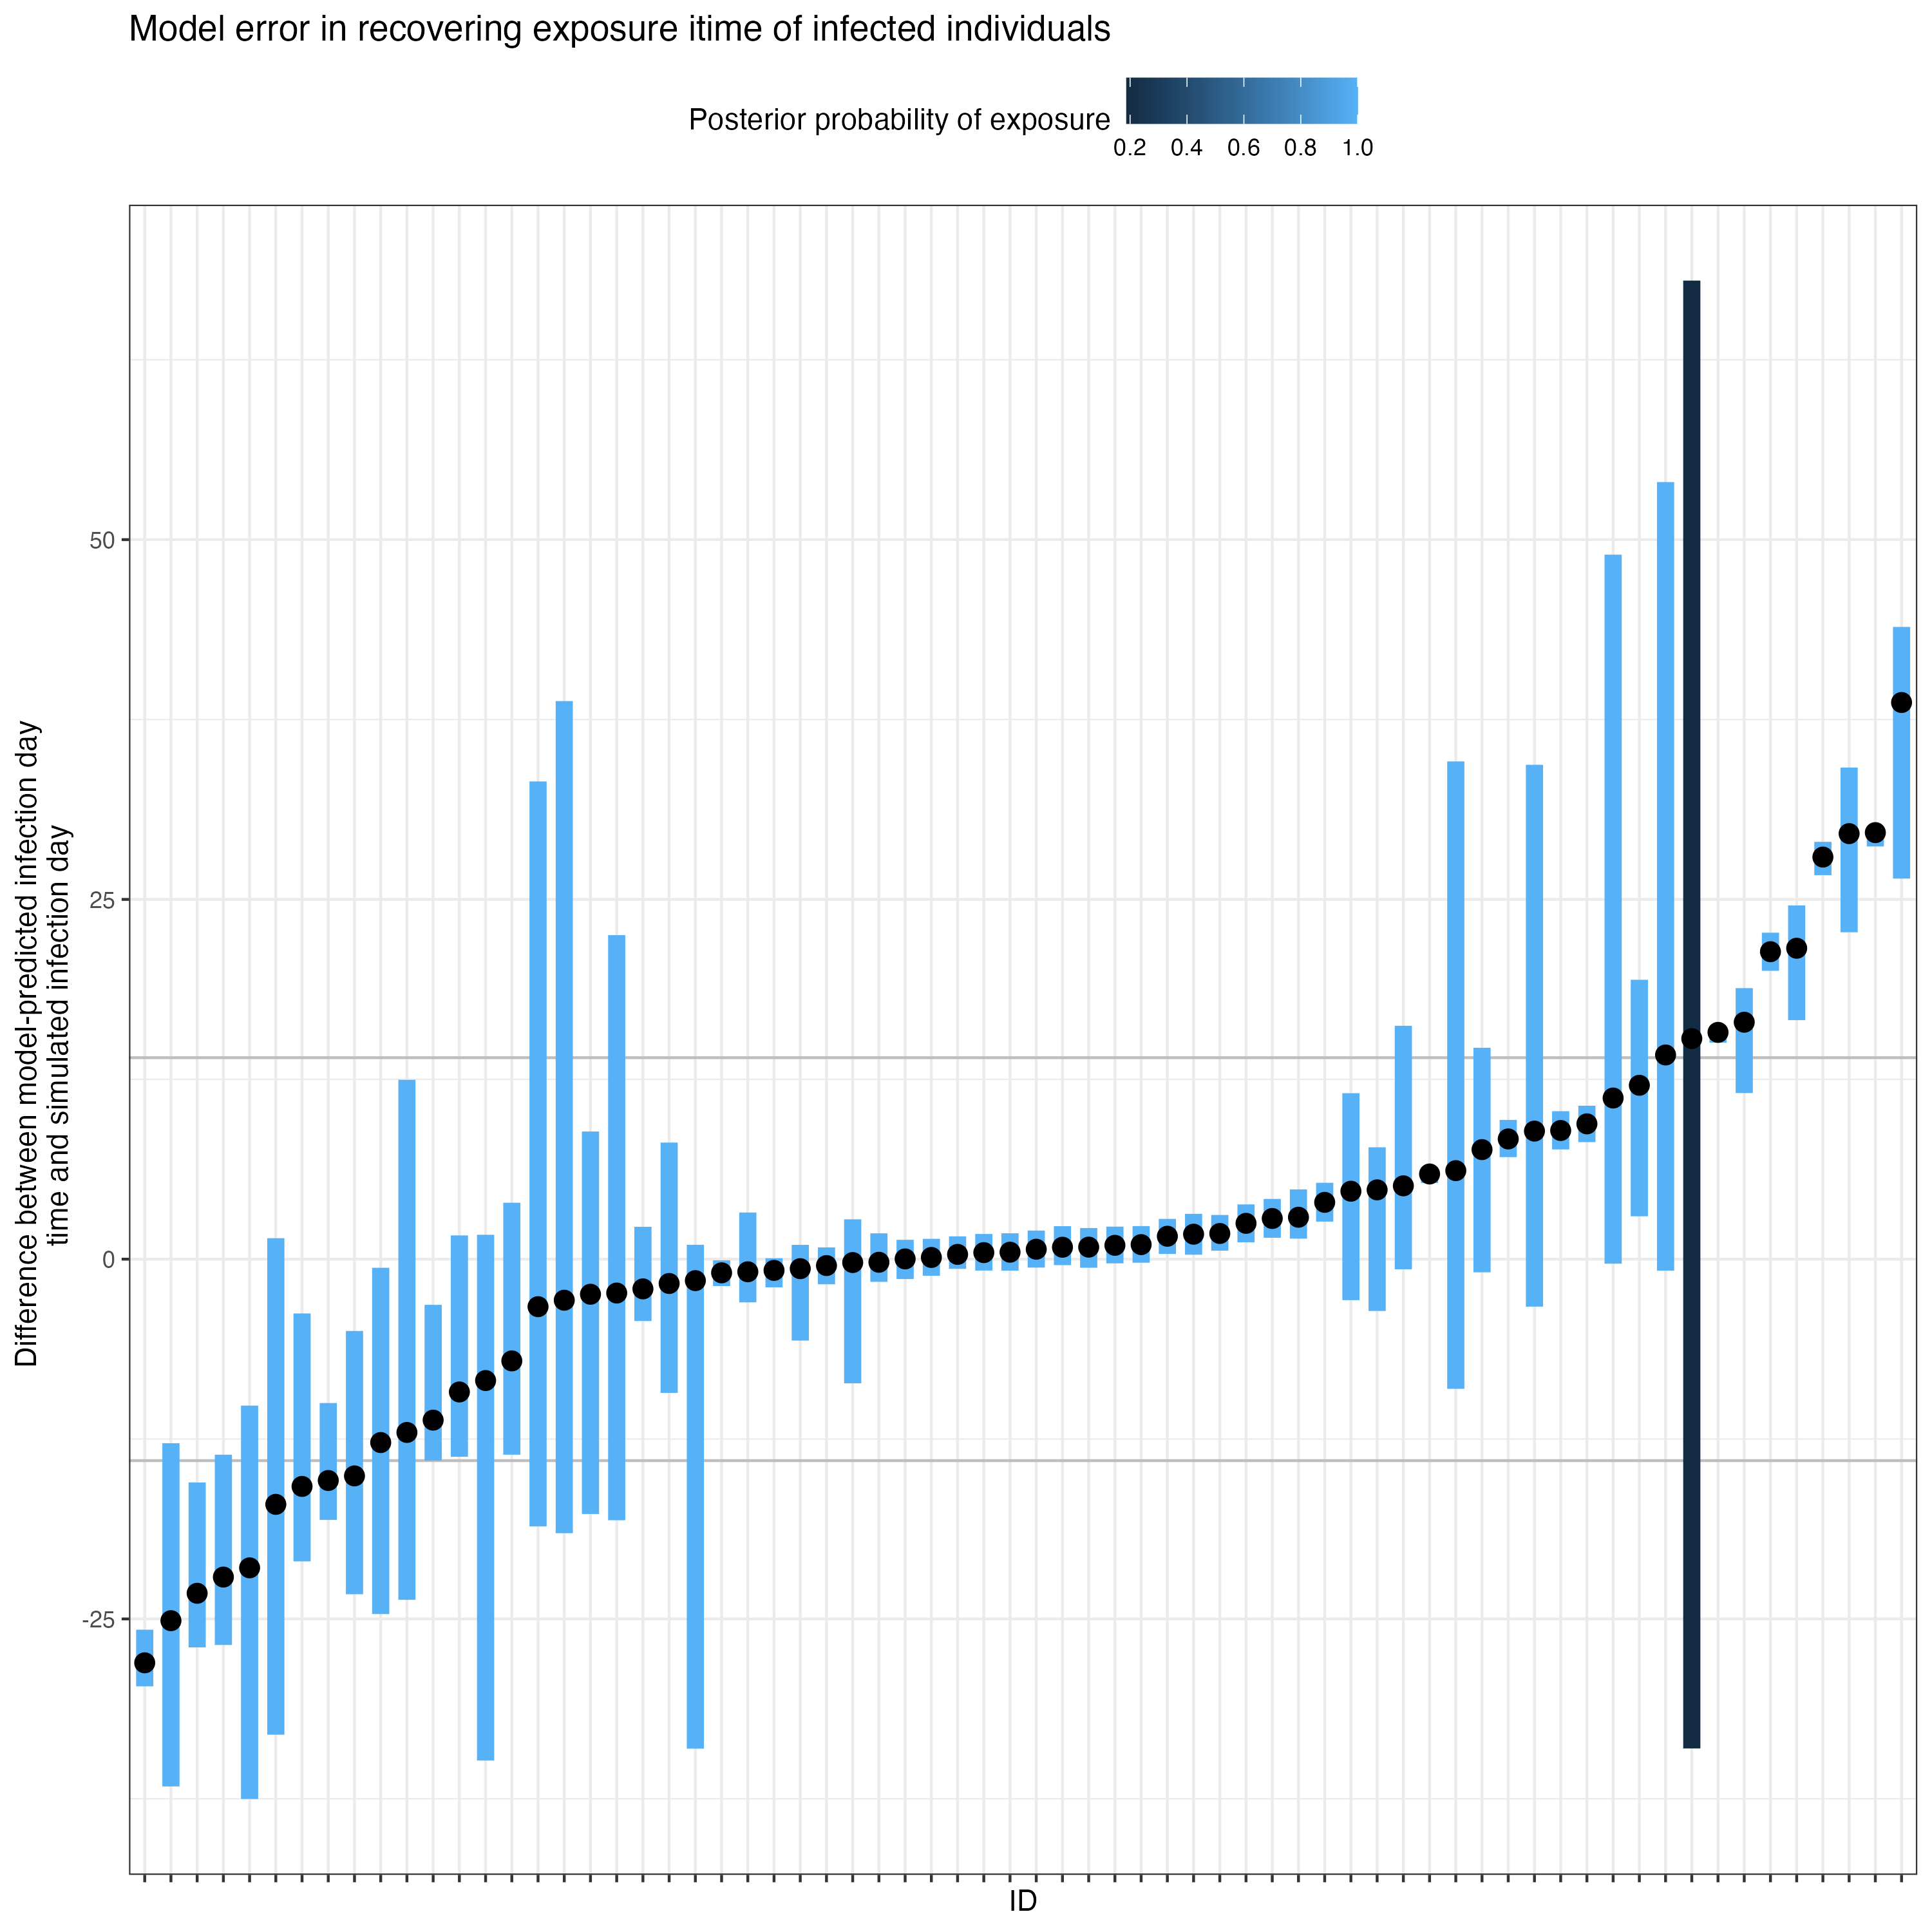 Model error in recovering exposure itime of infected individuals
Posterior probability of exposure
0.2 0.4 0.6 0.8 1.0
Difference between model-predicted infection day
time and simulated infection day
50
25
0
-25
ID